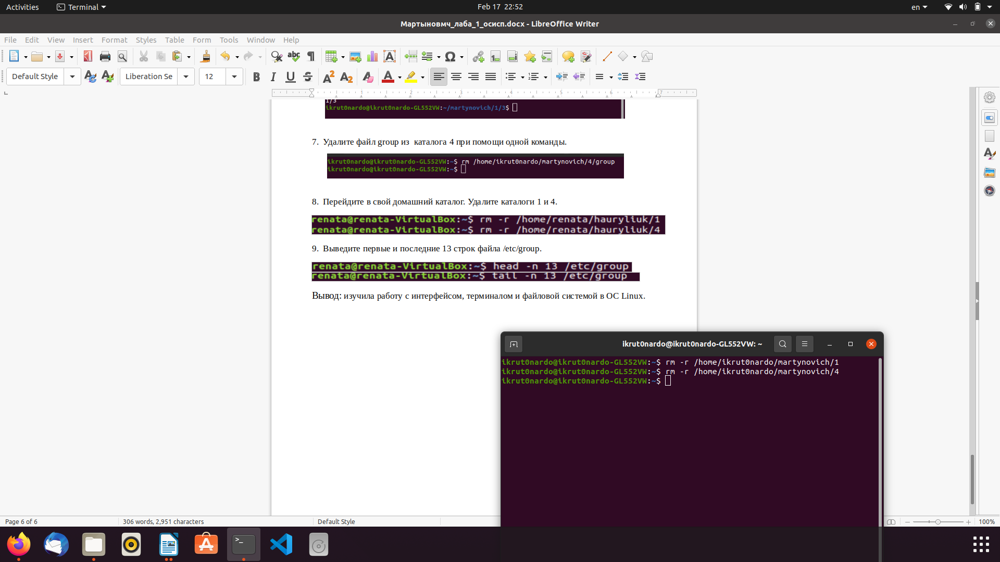 Activities
Terminal
Feb 17 22:52
en
Мартыновмч_лаба_1_осисп.docx - LibreOffice Writer
File Edit View Insert Format Styles Table Form Tools Window Help
Default Style
Liberation Se
12
1 2 3 4 5 6 7
1/3
ikrut0nardo@ikrut0nardo-GL552VW:~/martynovich/1/3$
7. Удалите файл group из каталога 4 при помощи одной команды.
ikrut0nardo@ikrut0nardo-GL552VW:~$ rm /home/ikrut0nardo/martynovich/4/group
ikrut0nardo@ikrut0nardo-GL552VW:~$
8. Перейдите в свой домашний каталог. Удалите каталоги 1 и 4.
renata@renata-VirtualBox:~$ rm -r /home/renata/hauryliuk/1
renata@renata-VirtualBox:~$ rm -r /home/renata/hauryliuk/4
9. Выведите первые и последние 13 строк файла /etc/group.
renata@renata-VirtualBox:~$ head -n 13 /etc/group
renata@renata-VirtualBox:~$ tail -n 13 /etc/group
Вывод: изучила работу с интерфейсом, терминалом и файловой системой в ОС Linux.
ikrut0nardo@ikrut0nardo-GL552VW: ~
ikrut0nardo@ikrut0nardo-GL552VW:~$ rm -r /home/ikrut0nardo/martynovich/1
ikrut0nardo@ikrut0nardo-GL552VW:~$ rm -r /home/ikrut0nardo/martynovich/4
ikrut0nardo@ikrut0nardo-GL552VW:~$
Page 6 of 6
306 words, 2,951 characters
Default Style
100%